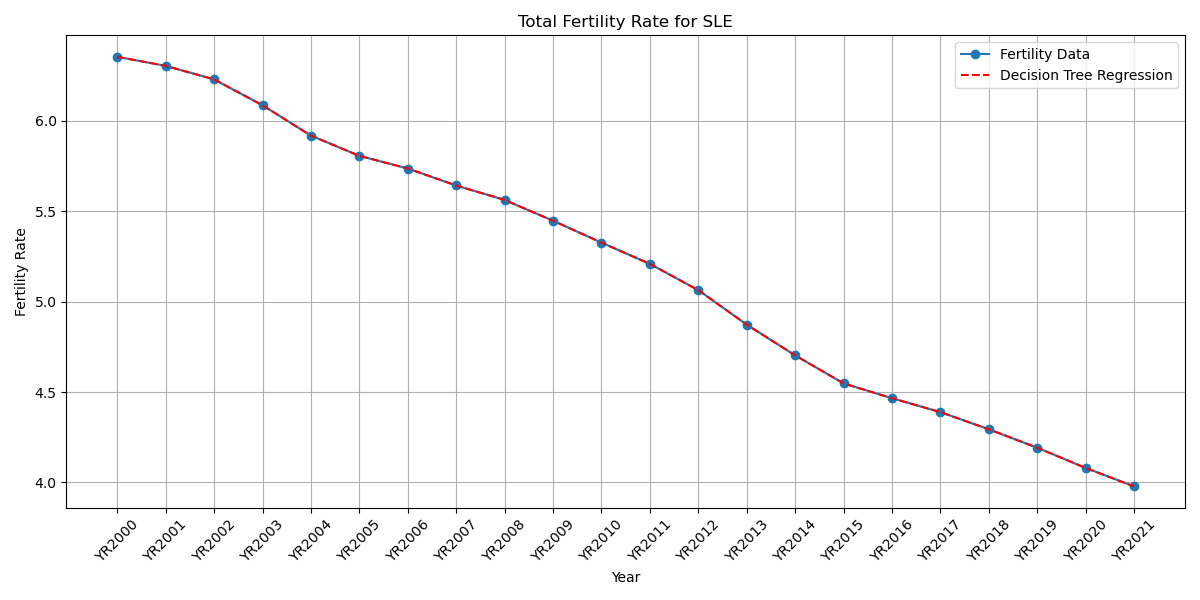 Total Fertility Rate for SLE
Fertility Data
Decision Tree Regression
Fertility Rate
6.0
5.5
5.0
4.5
4.0
YR2000
YR2001
YR2002
YR2003
YR2004
YR2005
YR2006
YR2007
YR2008
YR2009
YR2010
YR2011
YR2012
YR2013
YR2014
YR2015
YR2016
YR2017
YR2018
YR2019
YR2020
YR2021
Year